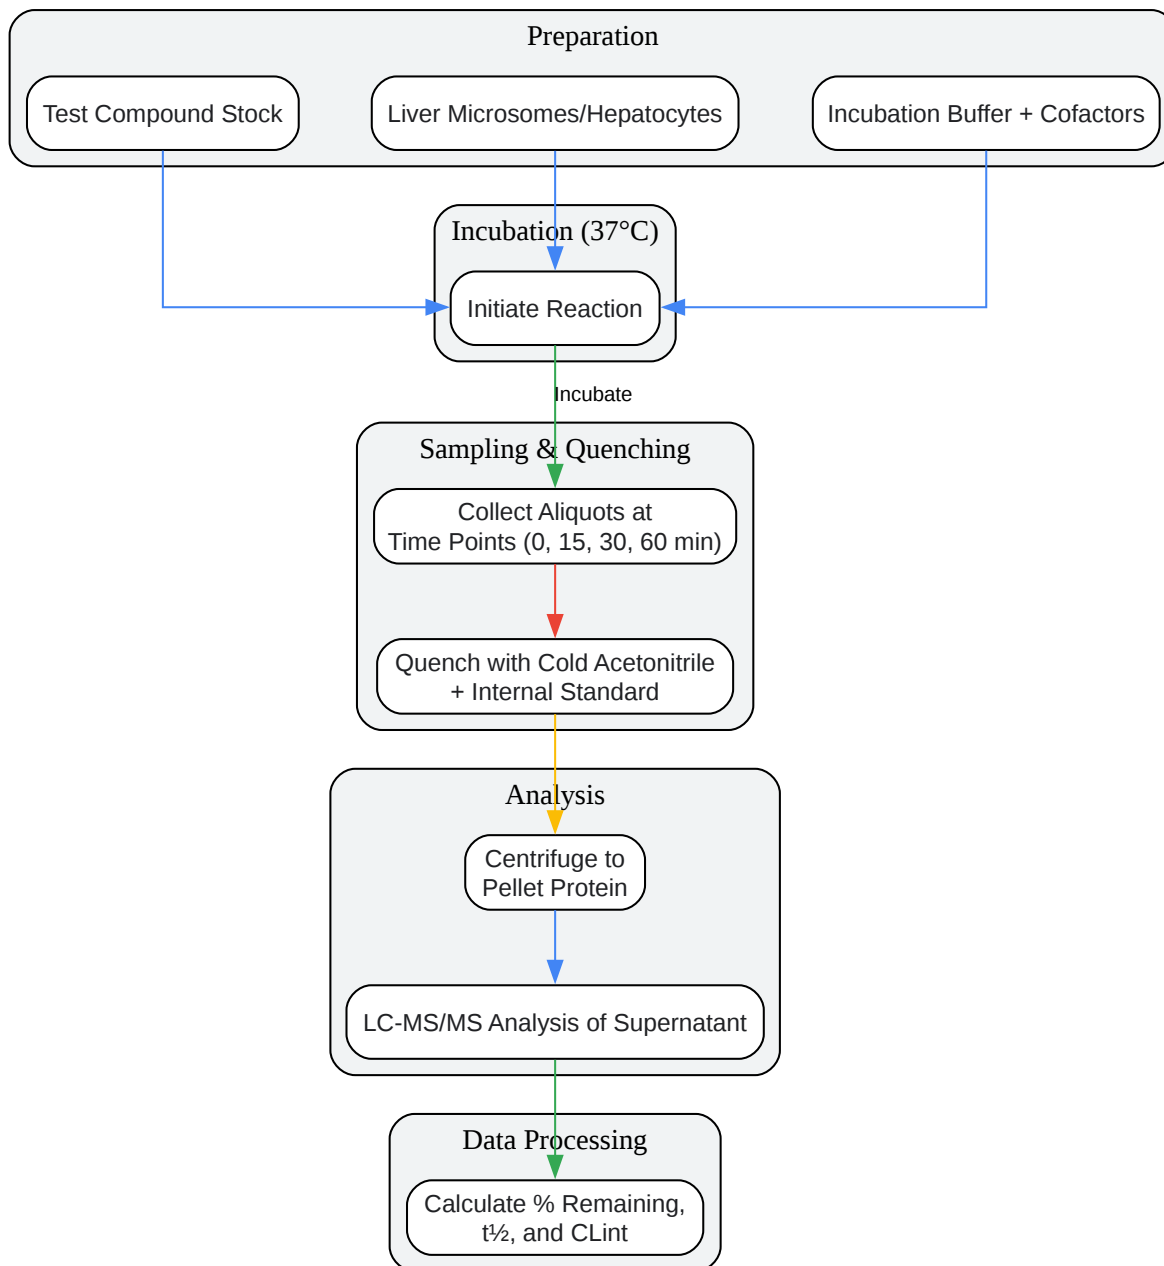 Preparation
Test Compound Stock
Liver Microsomes/Hepatocytes
Incubation Buffer + Cofactors
Incubation (37°C)
Initiate Reaction
Incubate
Sampling & Quenching
Collect Aliquots at
Time Points (0, 15, 30, 60 min)
Quench with Cold Acetonitrile
+ Internal Standard
Analysis
Centrifuge to
Pellet Protein
LC-MS/MS Analysis of Supernatant
Data Processing
Calculate % Remaining,
t½, and CLint